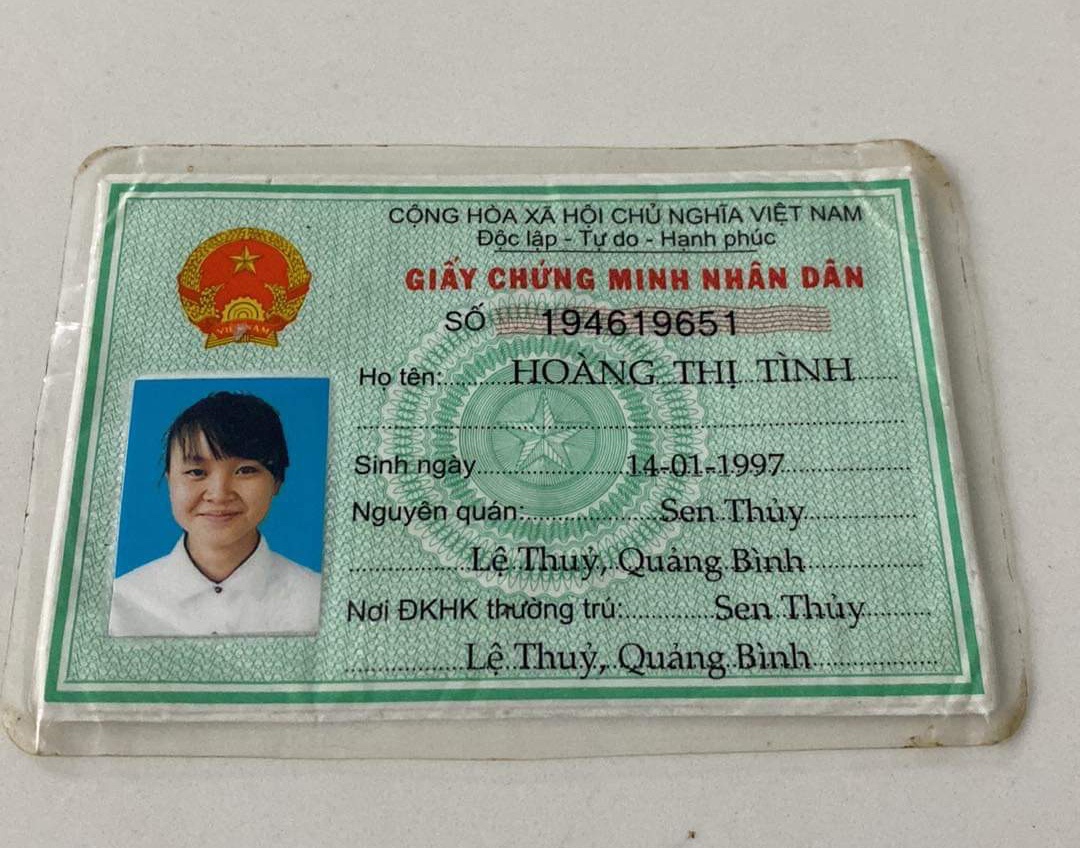 CỘNG HÒA XÃ HỘI CHỦ NGHĨA VIỆT NAM
Độc lập - Tự do - Hạnh phúc
GIẤY CHỨNG MINH NHÂN DÂN
SỐ 194619651
VIỆT NAM
Họ tên: HOÀNG THỊ TÌNH
Sinh ngày 14-01-1997
Nguyên quán: Sen Thủy
Lệ Thuỷ, Quảng Bình
Nơi ĐKHK thường trú: Sen Thủy
Lệ Thuỷ, Quảng Bình